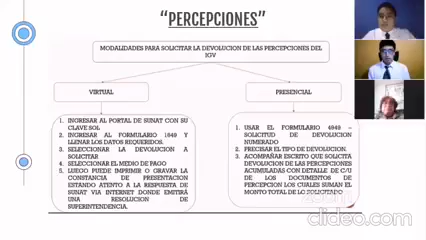 “PERCEPCIONES”
MODALIDADES PARA SOLICITAR LA DEVOLUCION DE LAS PERCEPCIONES DEL
IGV
VIRTUAL
1. INGRESAR AL PORTAL DE SUNAT CON SU
CLAVE SOL
2. INGRESAR AL FORMULARIO 1649 Y
LLENAR LOS DATOS REQUERIDOS.
3. SELECCIONAR LA DEVOLUCION A
SOLICITAR
4. SELECCIONAR EL MEDIO DE PAGO
5. LUEGO PUEDE IMPRIMIR O GRAVAR LA
CONSTANCIA DE PRESENTACION
ESTANDO ATENTO A LA RESPUESTA DE
SUNAT VIA INTERNET DONDE EMITIRÁ UNA
RESOLUCION DE
SUPERINTENDENCIA.
PRESENCIAL
1. USAR EL FORMULARIO 4949 –
SOLICITUD DE DEVOLUCION
NUMERADO
2. PRECISAR EL TIPO DE DEVOLUCION.
3. ACOMPAÑAR ESCRITO QUE SOLICITA
DEVOLUCION DE LAS PERCEPCIONES
ACUMULADAS CON DETALLE DE C/U
DE LOS DOCUMENTOS DE
PERCEPCION LOS CUALES SUMAN EL
MONTO TOTAL DE LO SOLICITADO
clideo.com